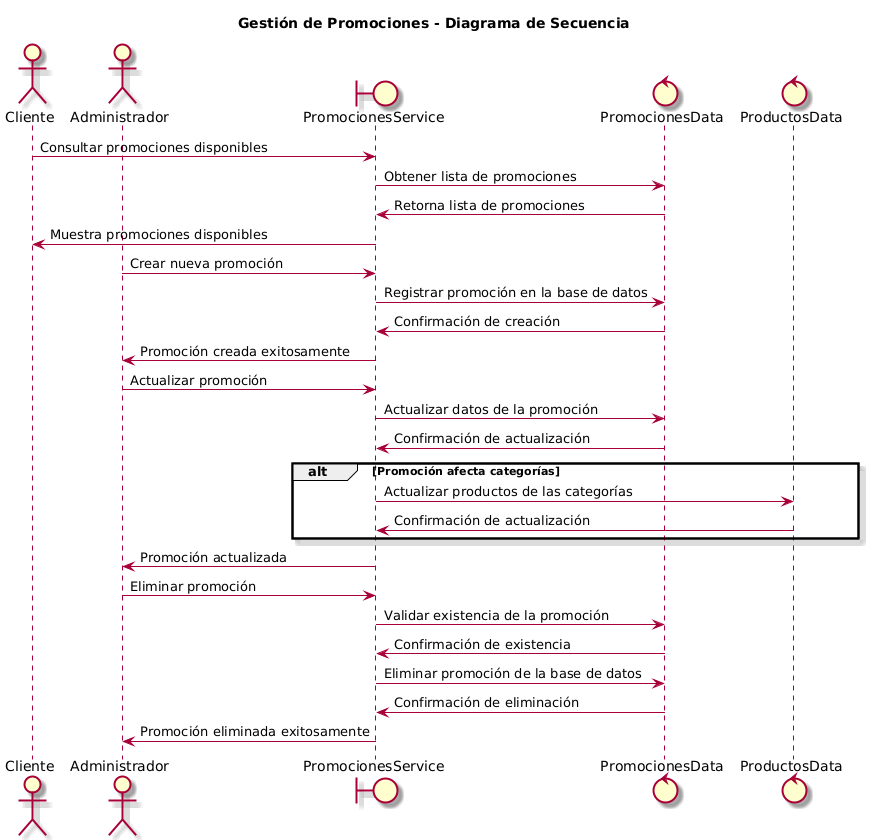 Gestión de Promociones - Diagrama de Secuencia
Cliente Administrador PromocionesService PromocionesData ProductosData
Consultar promociones disponibles
Obtener lista de promociones
Retorna lista de promociones
Muestra promociones disponibles
Crear nueva promoción
Registrar promoción en la base de datos
Confirmación de creación
Promoción creada exitosamente
Actualizar promoción
Actualizar datos de la promoción
Confirmación de actualización
alt [Promoción afecta categorías]
Actualizar productos de las categorías
Confirmación de actualización
Promoción actualizada
Eliminar promoción
Validar existencia de la promoción
Confirmación de existencia
Eliminar promoción de la base de datos
Confirmación de eliminación
Promoción eliminada exitosamente
Cliente Administrador PromocionesService PromocionesData ProductosData